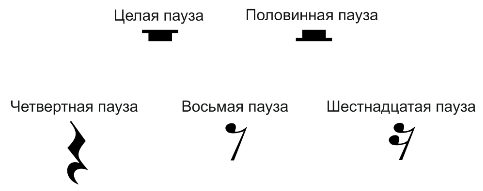 Целая пауза
Половинная пауза
Четвертная пауза
Восьмая пауза
Шестнадцатая пауза